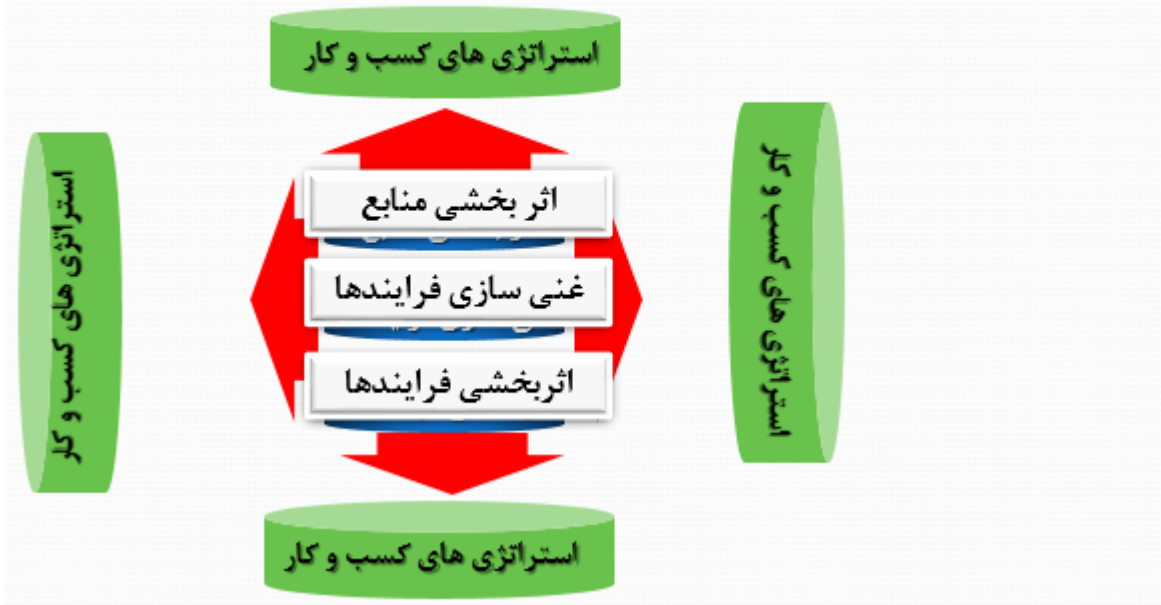 استراتژی های کسب و کار
استراتژی های کسب و کار
اثر بخشی منابع
غنی سازی فرایندها
اثربخشی فرایندها
استراتژی های کسب و کار
استراتژی های کسب و کار